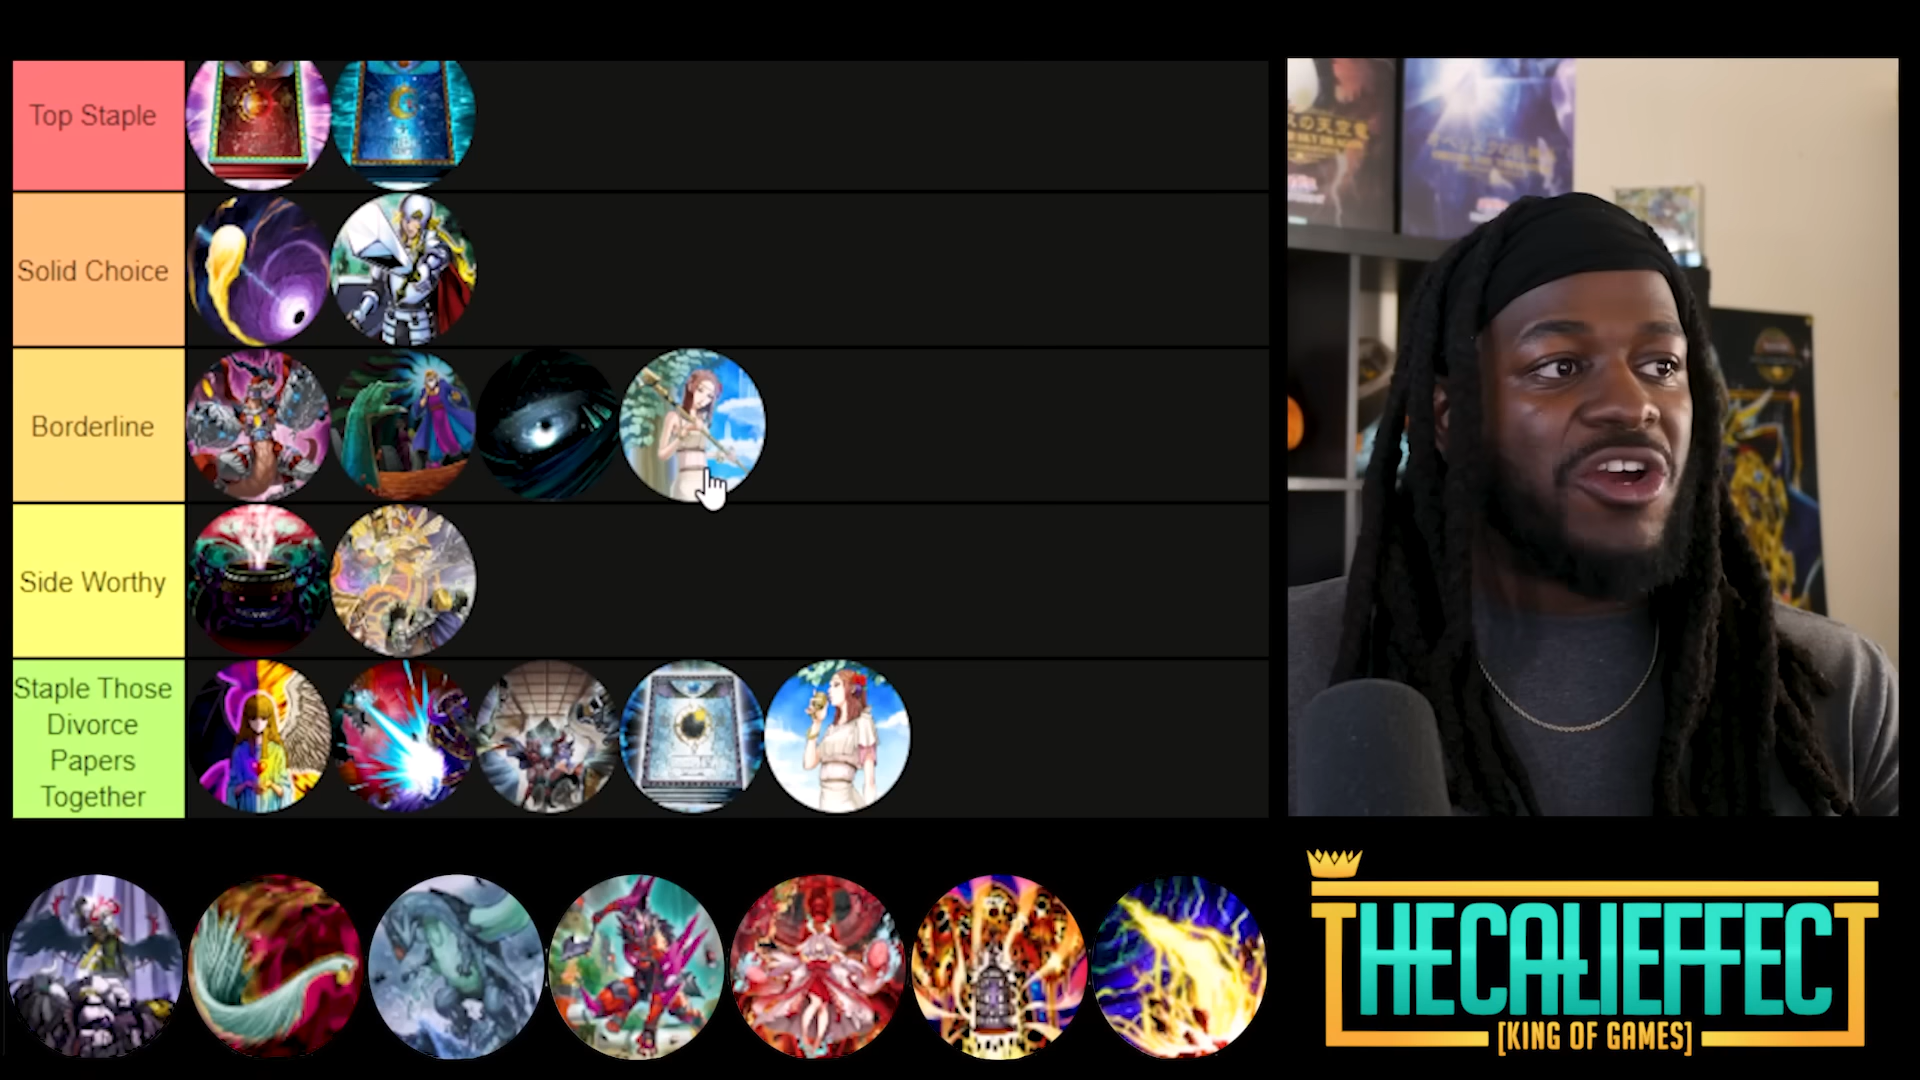 Top Staple
Solid Choice
Borderline
Side Worthy
Staple Those
Divorce
Papers
Together
THECALIEFFECT
[KING OF GAMES]